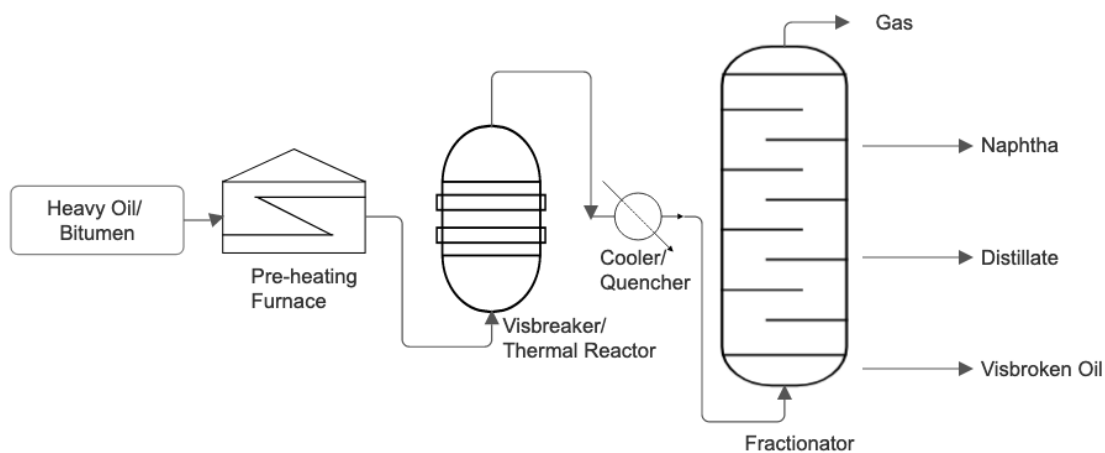 Gas
Naphtha
Heavy Oil/
Bitumen
Cooler/
Quencher
Distillate
Pre-heating
Furnace
Visbreaker/
Thermal Reactor
Visbroken Oil
Fractionator